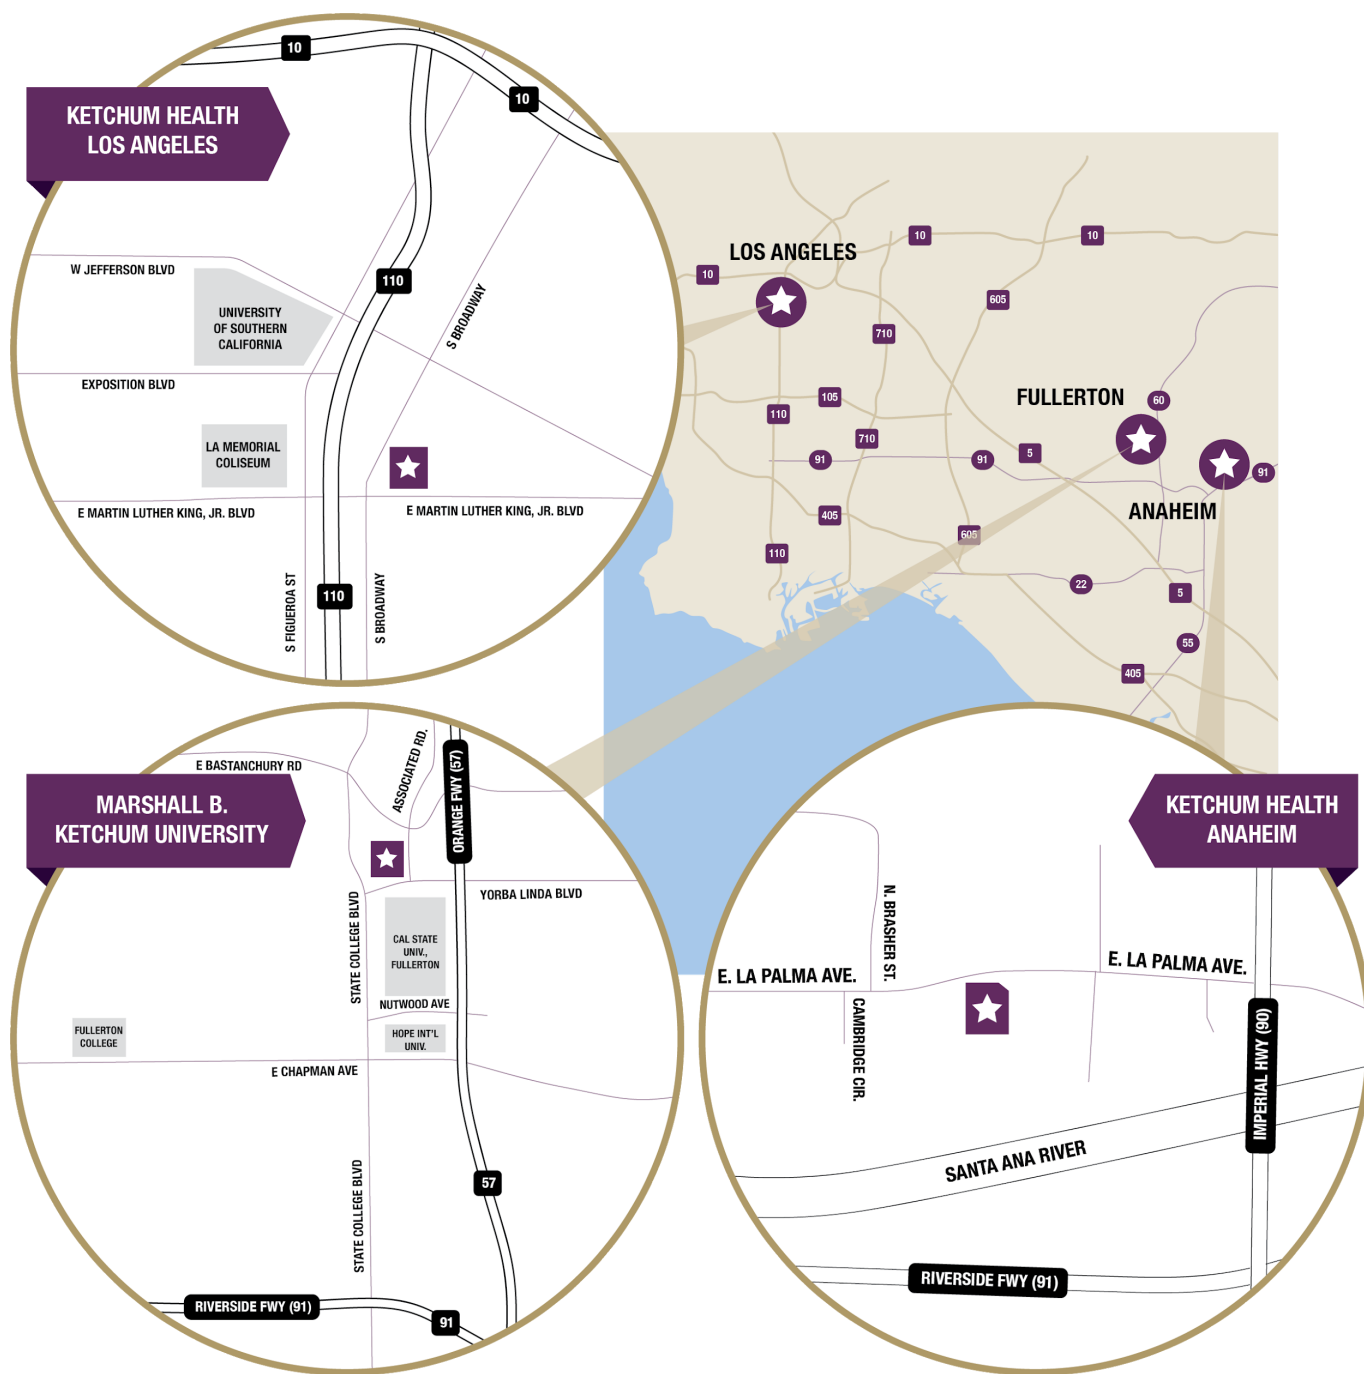 KETCHUM HEALTH
LOS ANGELES
10
10
110
W JEFFERSON BLVD
UNIVERSITY
OF SOUTHERN
CALIFORNIA
S BROADWAY
EXPOSITION BLVD
LA MEMORIAL
COLISEUM
E MARTIN LUTHER KING, JR. BLVD
E MARTIN LUTHER KING, JR. BLVD
S FIGUEROA ST
110
S BROADWAY
LOS ANGELES
10
10
10
605
710
FULLERTON
60
105
110
710
91
91
5
91
ANAHEIM
405
605
110
22
5
55
405
MARSHALL B.
KETCHUM UNIVERSITY
E BASTANCHURY RD
ASSOCIATED RD.
ORANGE FWY (57)
YORBA LINDA BLVD
STATE COLLEGE BLVD
CAL STATE
UNIV.,
FULLERTON
NUTWOOD AVE
FULLERTON
COLLEGE
HOPE INT'L
UNIV.
E CHAPMAN AVE
STATE COLLEGE BLVD
57
RIVERSIDE FWY (91)
91
KETCHUM HEALTH
ANAHEIM
N. BRASHER ST.
E. LA PALMA AVE.
E. LA PALMA AVE.
CAMBRIDGE CIR.
IMPERIAL HWY (90)
SANTA ANA RIVER
RIVERSIDE FWY (91)